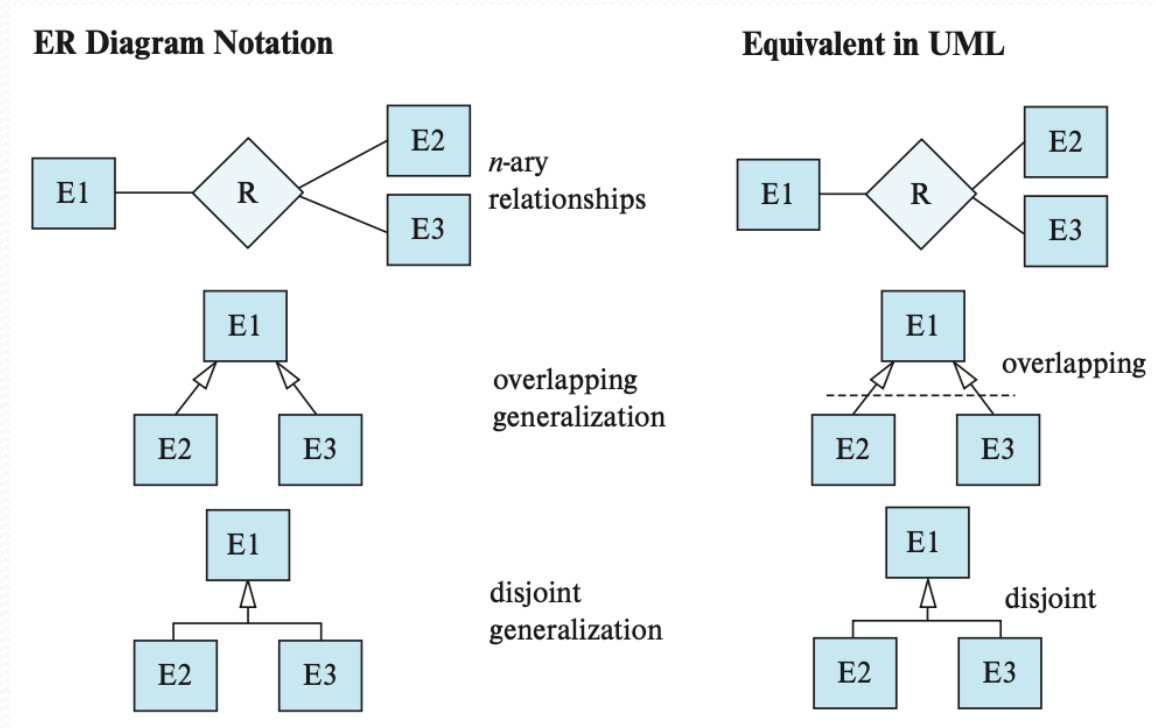 ER Diagram Notation
Equivalent in UML
E1
R
E2
E3
n-ary
relationships
E1
R
E2
E3
E1
E2
E3
overlapping
generalization
E1
overlapping
E2
E3
E1
E2
E3
disjoint
generalization
E1
disjoint
E2
E3